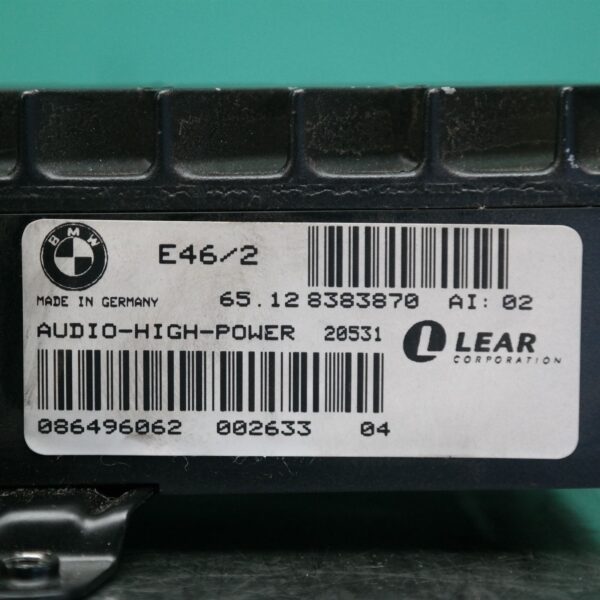 BMW
E46/2
MADE IN GERMANY
65.12 8383870 AI: 02
AUDIO-HIGH-POWER 20531
LEAR
CORPORATION
086496062 002633 04